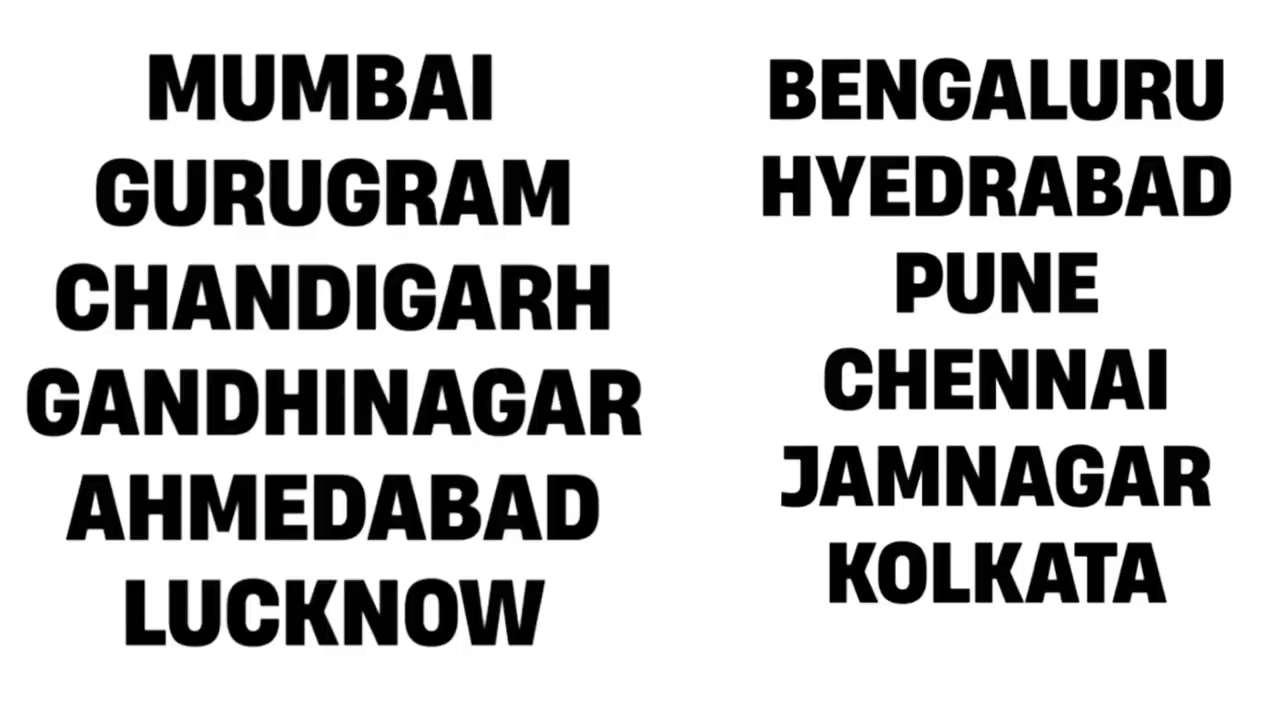 MUMBAI
GURUGRAM
CHANDIGARH
GANDHINAGAR
AHMEDABAD
LUCKNOW
BENGALURU
HYEDRABAD
PUNE
CHENNAI
JAMNAGAR
KOLKATA